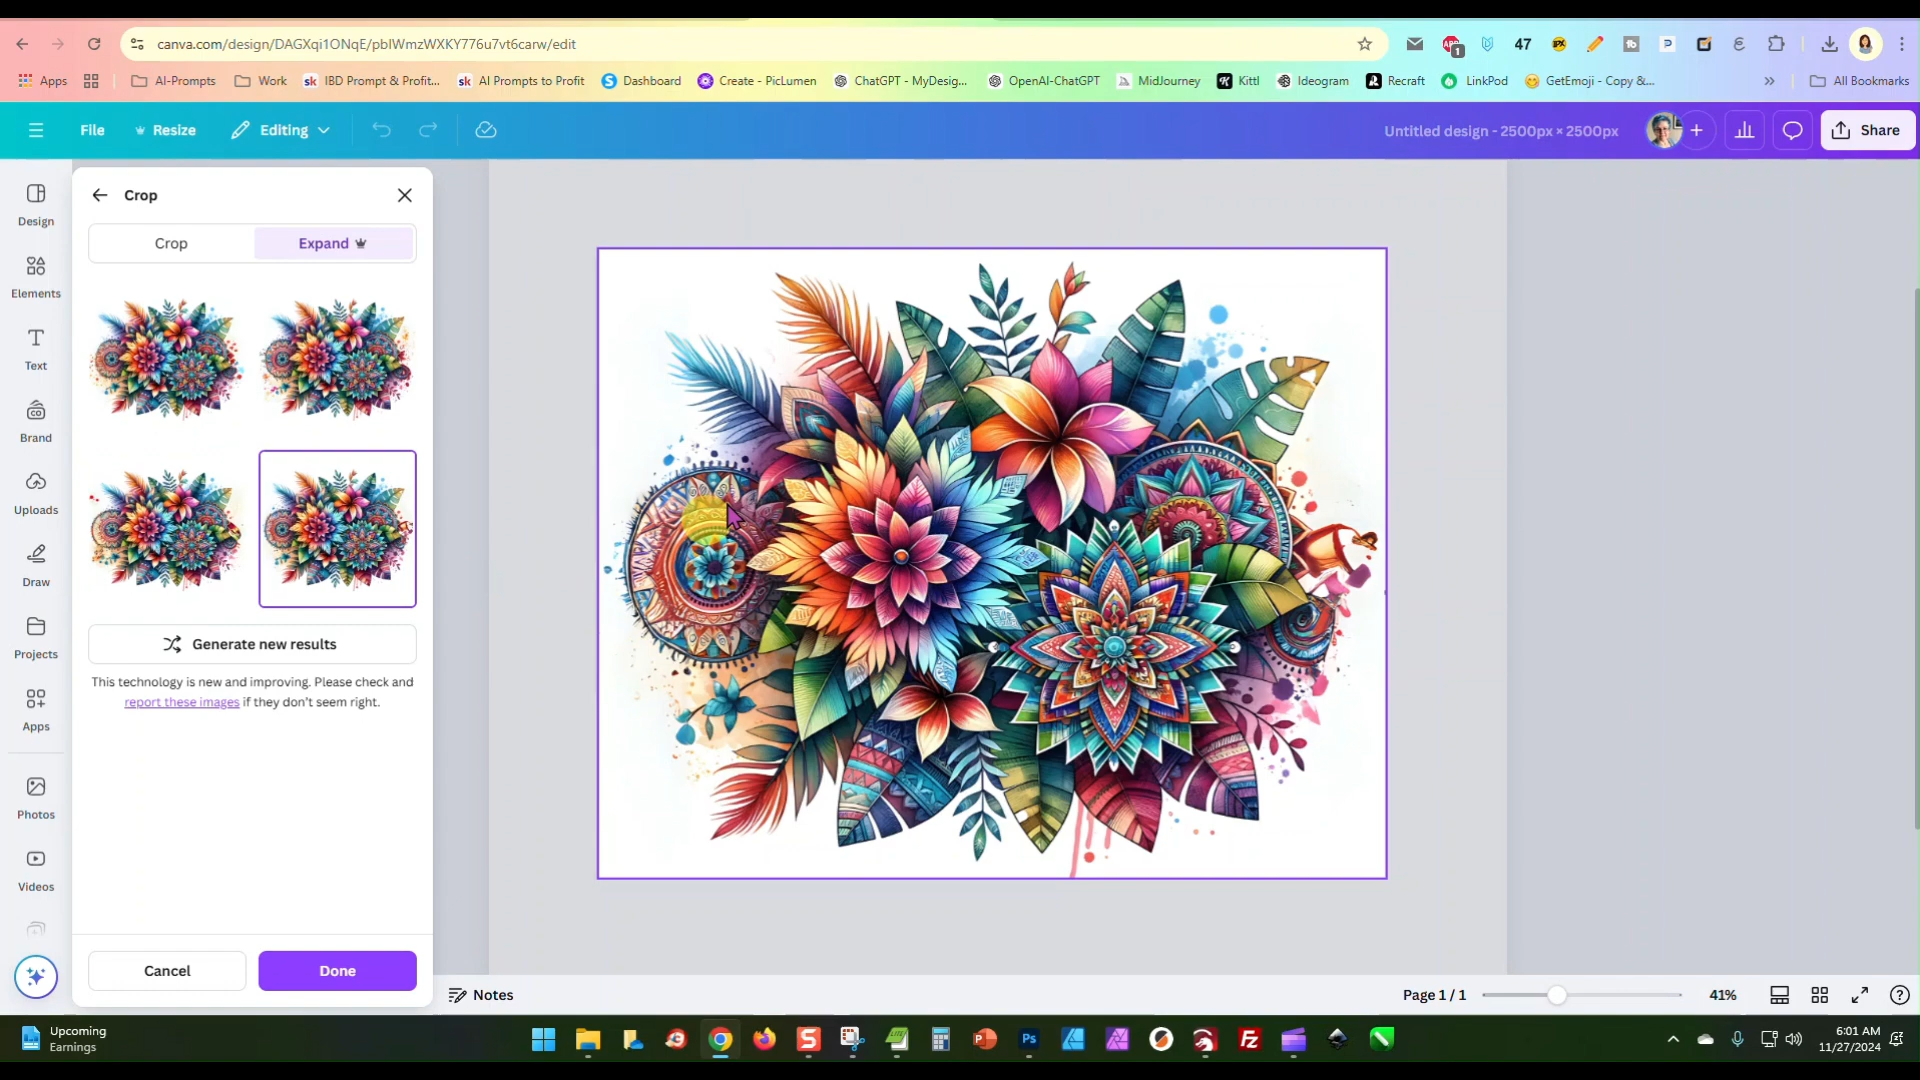 canva.com/design/DAGXqi1ONqE/pbIWmzWXKY776u7vt6carw/edit
1
47
Apps
AI-Prompts
Work
IBD Prompt & Profit...
AI Prompts to Profit
Dashboard
Create - PicLumen
ChatGPT - MyDesig...
OpenAI-ChatGPT
MidJourney
Kittl
Ideogram
Recraft
LinkPod
GetEmoji - Copy &...
All Bookmarks
File
Resize
Editing
Untitled design - 2500px × 2500px
Share
Design
Elements
Text
Brand
Uploads
Draw
Projects
Apps
Photos
Videos
Crop
Crop
Expand
Generate new results
This technology is new and improving. Please check and
report these images if they don't seem right.
Cancel
Done
Notes
Page 1 / 1
41%
Upcoming
Earnings
6:01 AM
11/27/2024